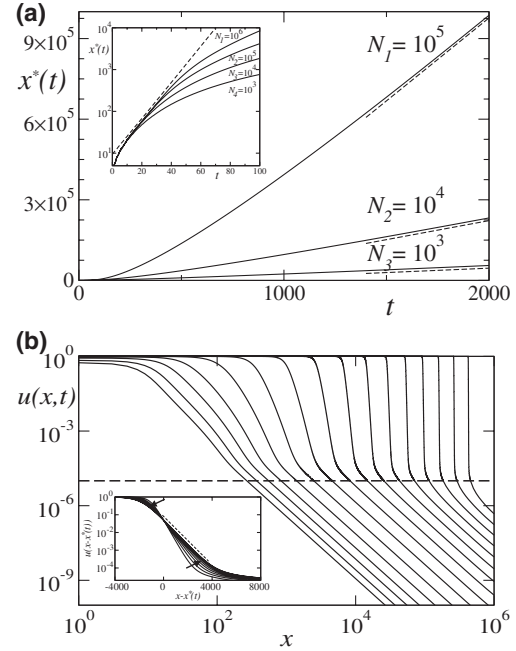 (a)
9×10⁵
x*(t)
6×10⁵
3×10⁵
0
0
1000
2000
t
N₁= 10⁵
N₂= 10⁴
N₃= 10³
10⁴
x*(t)
10³
10²
10¹
0
20
40
60
80
100
t
N₁=10⁶
N₂=10⁵
N₃=10⁴
N₄=10³
(b)
10⁰
u(x,t)
10⁻³
10⁻⁶
10⁻⁹
10⁰
10²
10⁴
10⁶
x
10⁰
10⁻¹
10⁻²
10⁻³
10⁻⁴
u(x-x*(t))
-4000
0
4000
8000
x-x*(t)